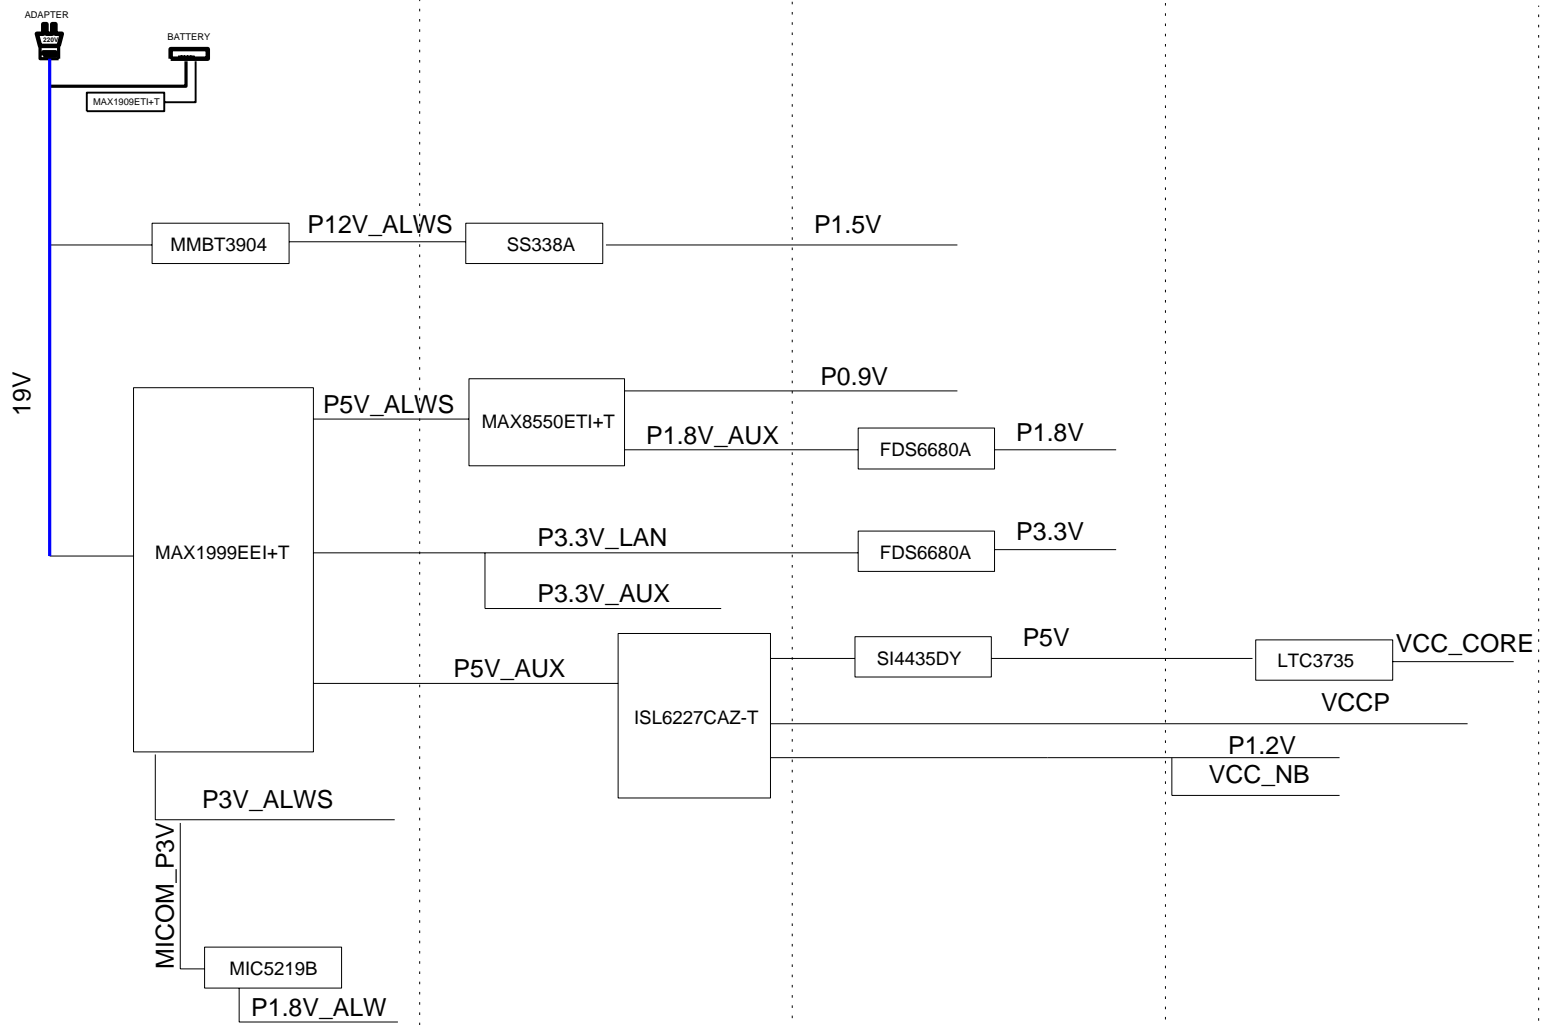 ADAPTER
220V
BATTERY
MAX1909ETI+T
P12V_ALWS
P1.5V
MMBT3904
SS338A
19V
P0.9V
P5V_ALWS
MAX8550ETI+T
P1.8V_AUX
P1.8V
FDS6680A
MAX1999EEI+T
P3.3V_LAN
P3.3V
FDS6680A
P3.3V_AUX
P5V_AUX
ISL6227CAZ-T
SI4435DY
P5V
LTC3735
VCC_CORE
VCCP
P1.2V
VCC_NB
P3V_ALWS
MICOM_P3V
MIC5219B
P1.8V_ALW